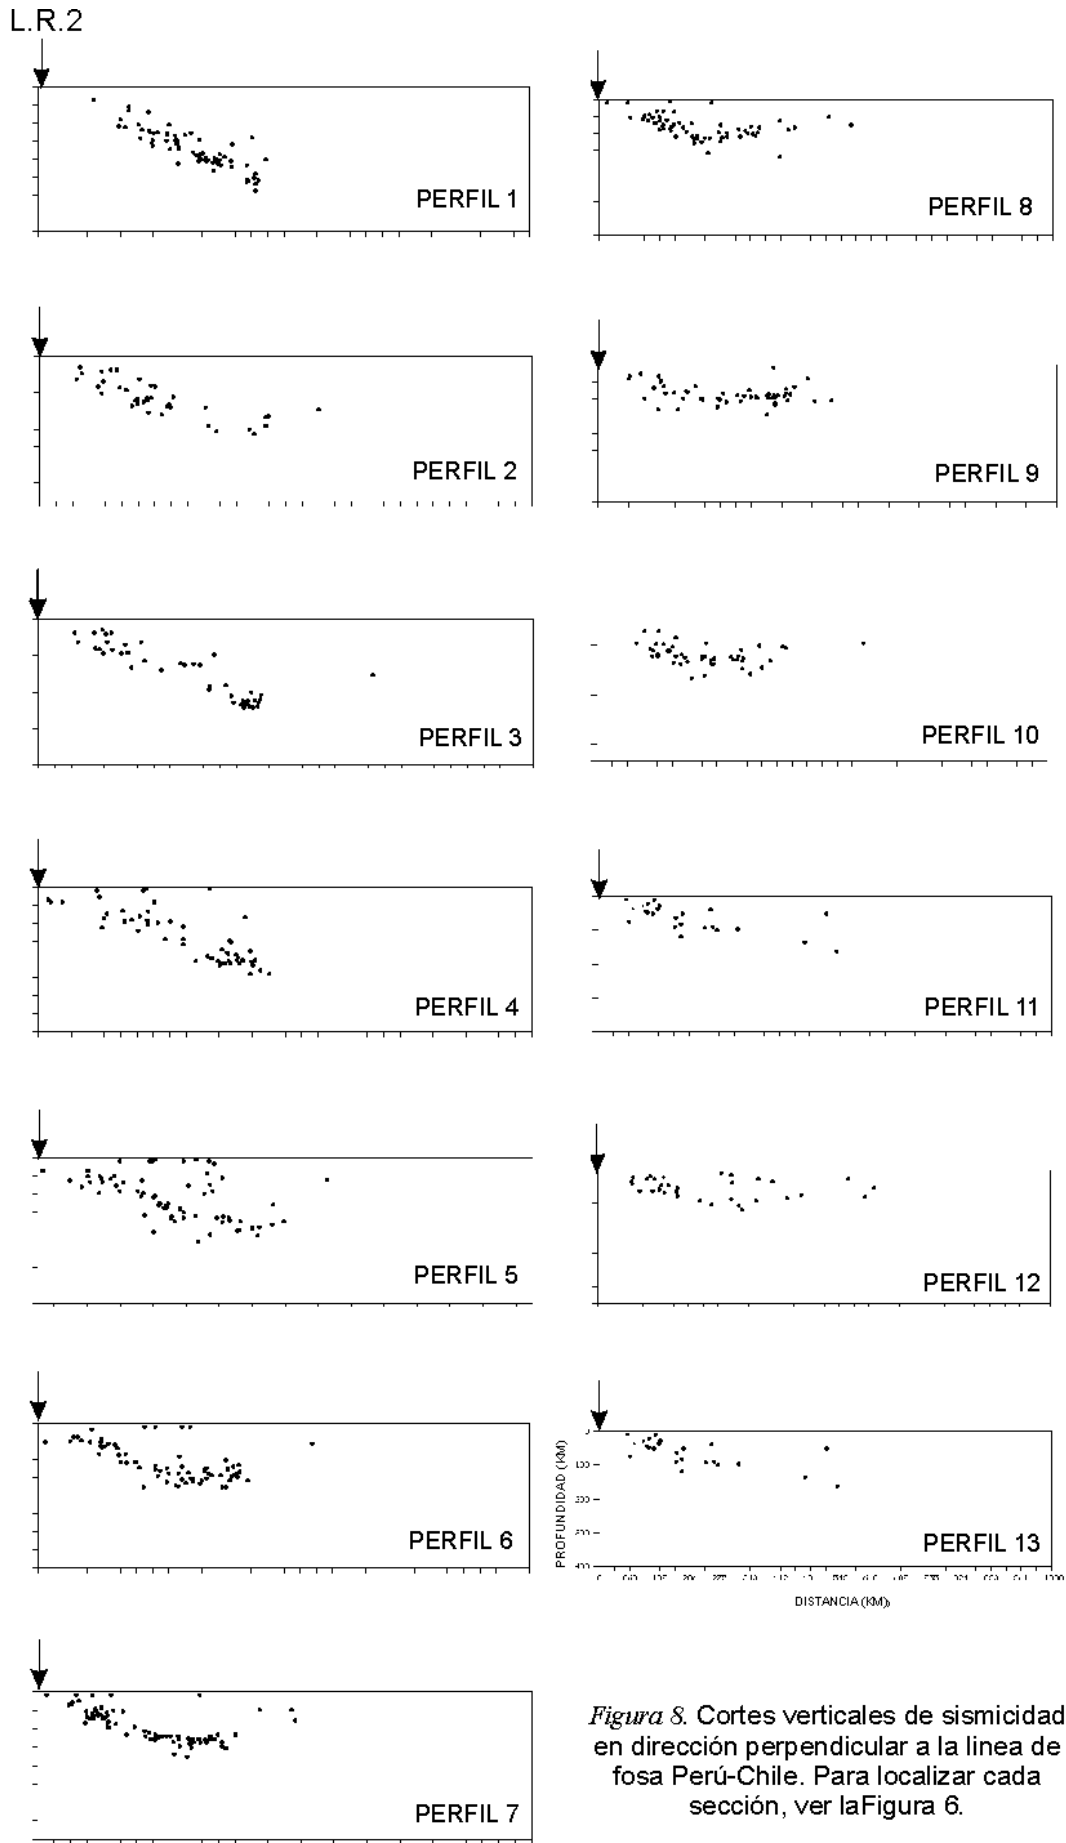 L.R.2
PERFIL 1
PERFIL 2
PERFIL 3
PERFIL 4
PERFIL 5
PERFIL 6
PERFIL 7
PERFIL 8
PERFIL 9
PERFIL 10
PERFIL 11
PERFIL 12
PERFIL 13
PROFUNDIDAD (KM)
100
DISTANCIA (KM)
Figura 8. Cortes verticales de sismicidad
en dirección perpendicular a la linea de
fosa Perú-Chile. Para localizar cada
sección, ver laFigura 6.